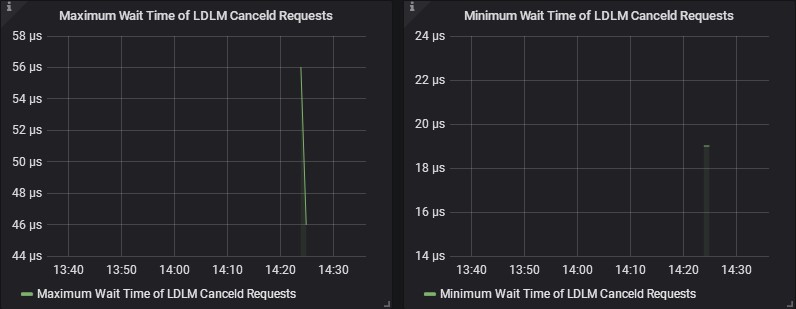 i
Maximum Wait Time of LDLM Canceld Requests
58 µs
56 µs
54 µs
52 µs
50 µs
48 µs
46 µs
44 µs
13:40 13:50 14:00 14:10 14:20 14:30
Maximum Wait Time of LDLM Canceld Requests
i
Minimum Wait Time of LDLM Canceld Requests
24 µs
22 µs
20 µs
18 µs
16 µs
14 µs
13:40 13:50 14:00 14:10 14:20 14:30
Minimum Wait Time of LDLM Canceld Requests